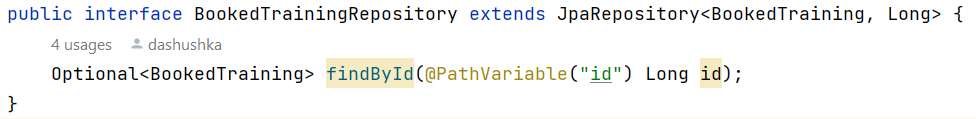 public interface BookedTrainingRepository extends JpaRepository<BookedTraining, Long> {
4 usages dashushka
Optional<BookedTraining> findById(@PathVariable("id") Long id);
}